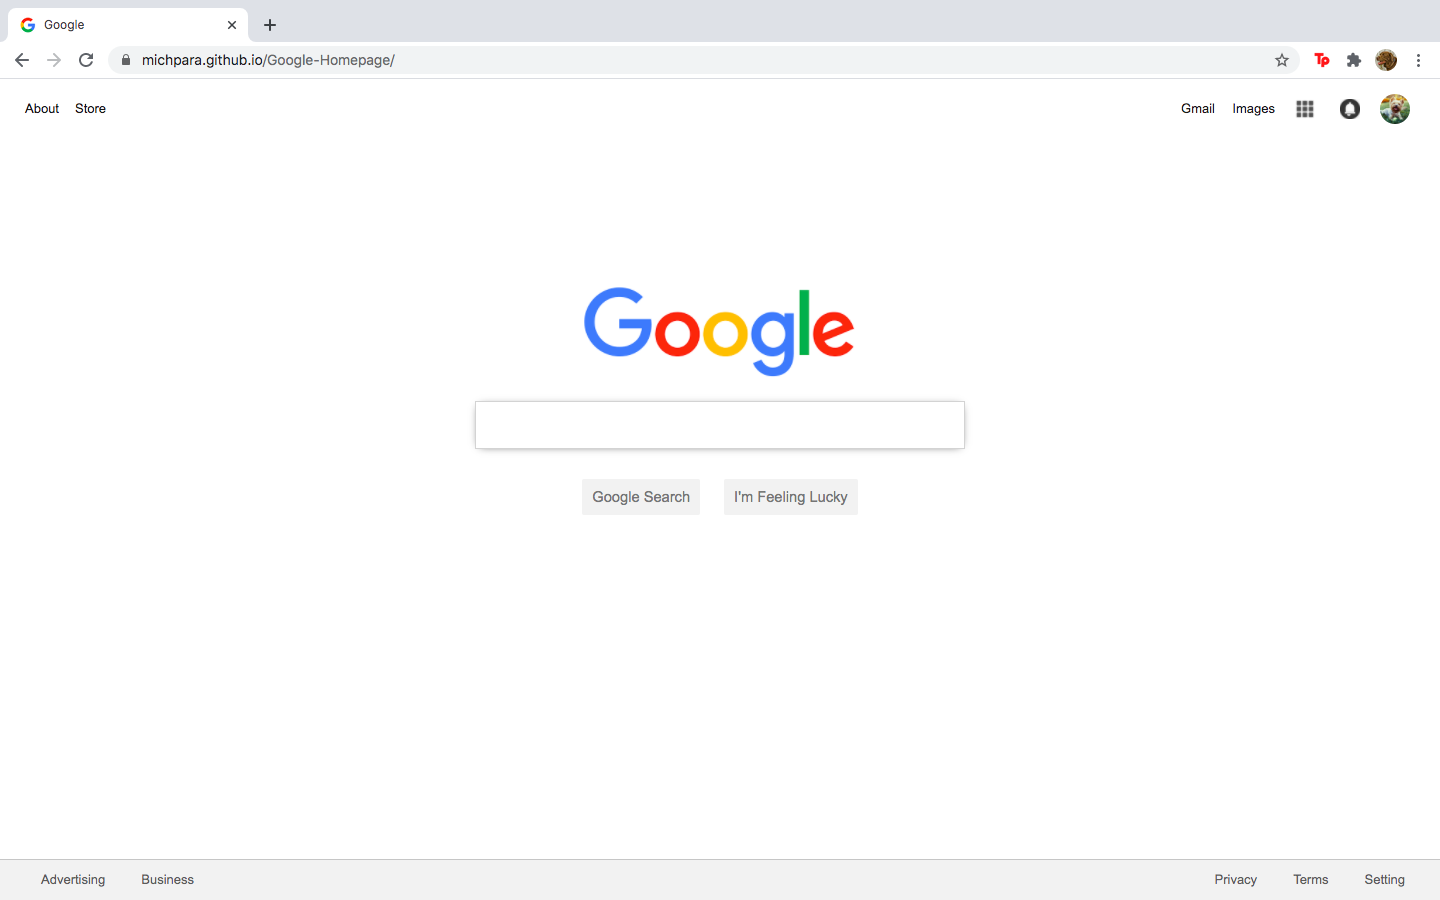 Google
michpara.github.io/Google-Homepage/
Tp
About Store Gmail Images
Google
Google Search I'm Feeling Lucky
Advertising Business Privacy Terms Setting